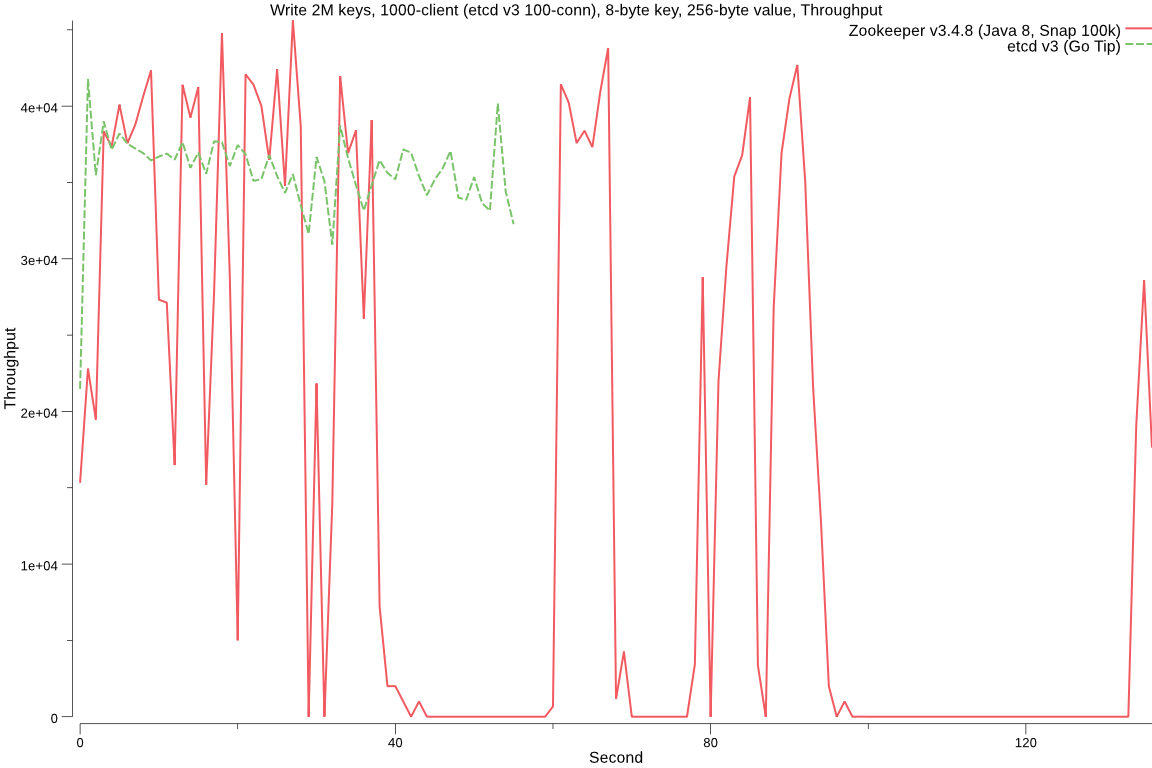 Write 2M keys, 1000-client (etcd v3 100-conn), 8-byte key, 256-byte value, Throughput
Zookeeper v3.4.8 (Java 8, Snap 100k)
etcd v3 (Go Tip)
4e+04
3e+04
2e+04
1e+04
0
Throughput
0
40
80
120
Second